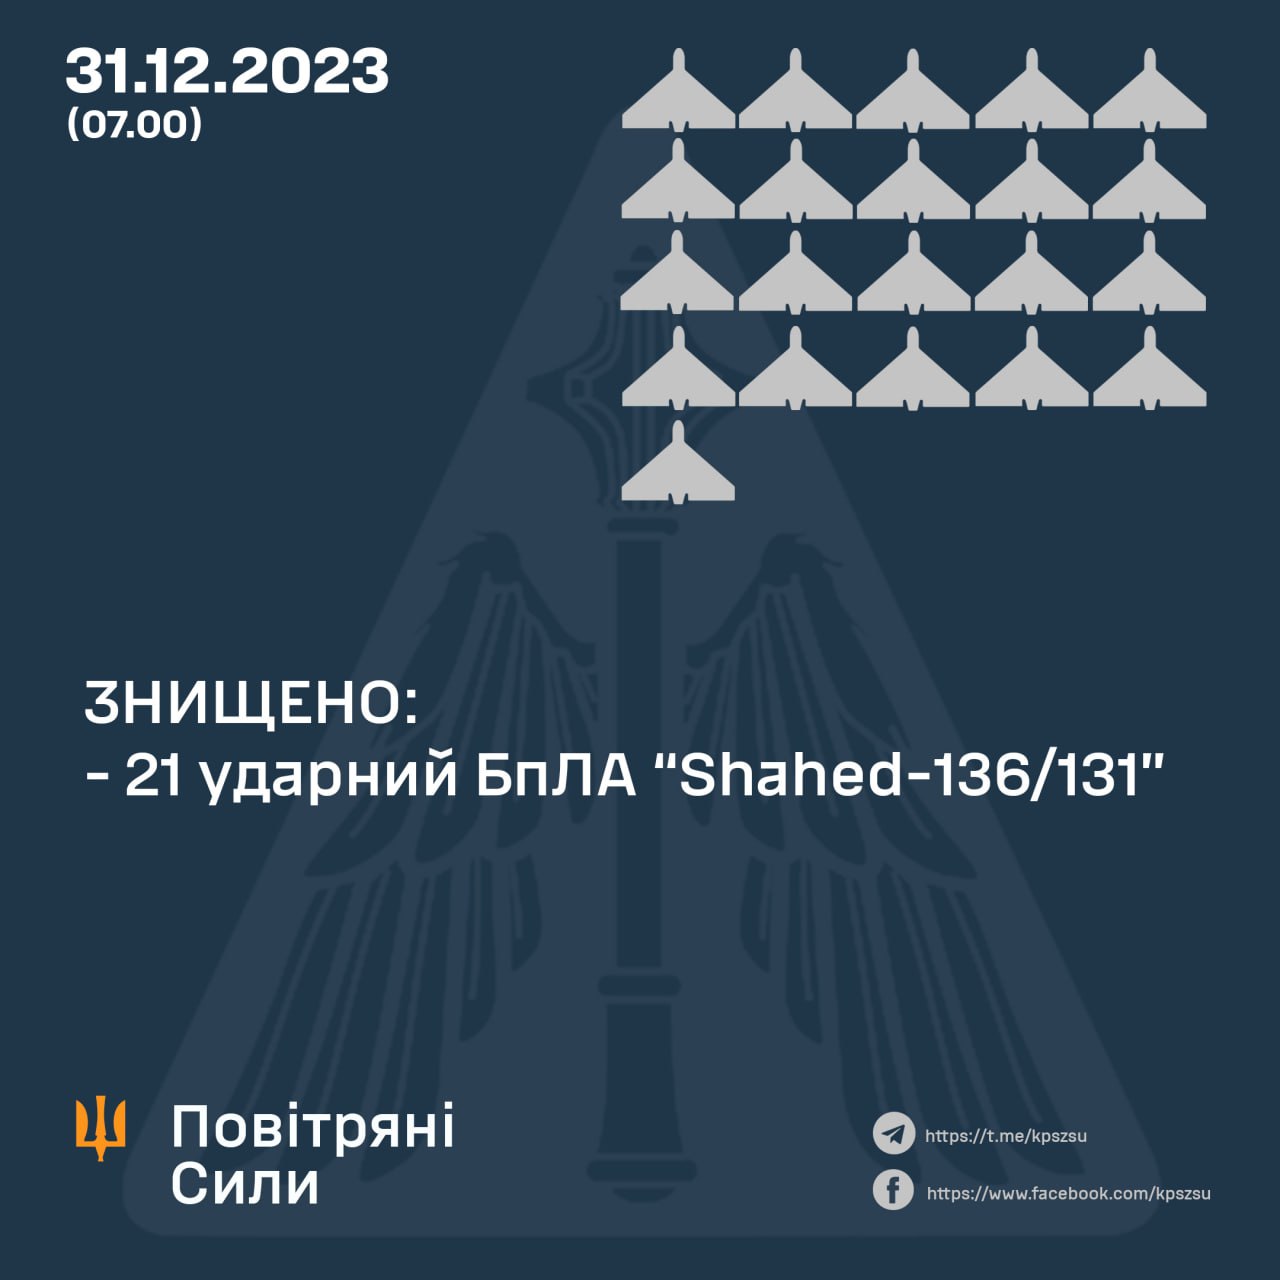 31.12.2023
(07.00)
ЗНИЩЕНО:
- 21 ударний БпЛА “Shahed-136/131”
Повітряні
Сили
https://t.me/kpszsu
https://www.facebook.com/kpszsu